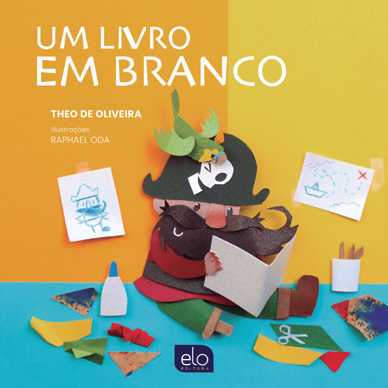 UM LIVRO
EM BRANCO
THEO DE OLIVEIRA
Ilustrações
RAPHAEL ODA
elo
EDITORA